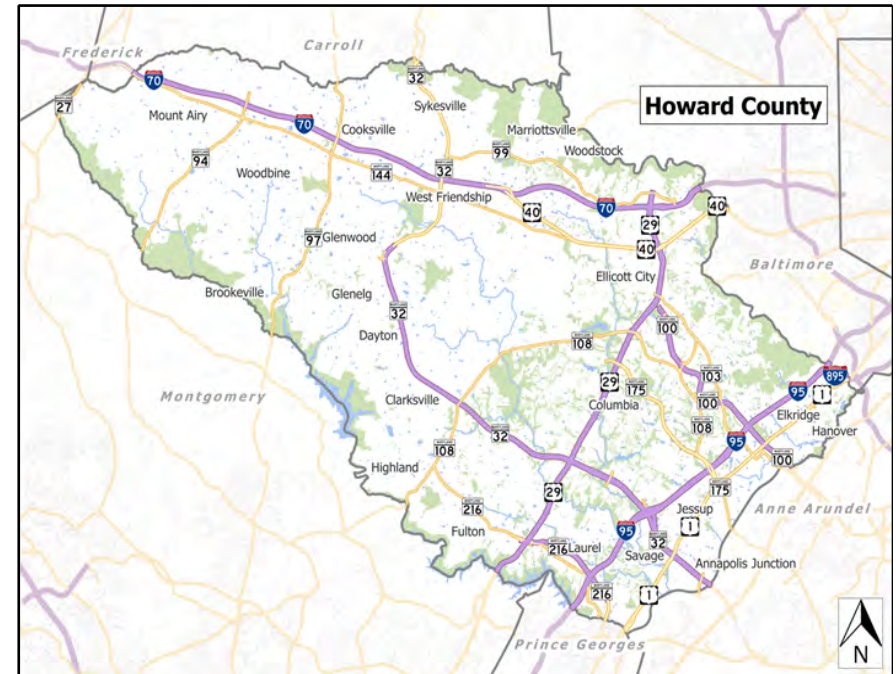 Howard County
Frederick
Carroll
Baltimore
Montgomery
Anne Arundel
Prince Georges
Mount Airy
Cooksville
Sykesville
Marriottsville
Woodstock
Woodbine
West Friendship
Glenwood
Ellicott City
Brookeville
Glenelg
Dayton
Clarksville
Columbia
Elkridge
Hanover
Highland
Fulton
Laurel
Savage
Jessup
Annapolis Junction
27
70
70
32
94
144
32
99
40
70
29
40
40
97
32
108
100
29
175
103
100
108
95
895
1
95
100
175
32
108
29
216
216
95
32
1
1
216
N